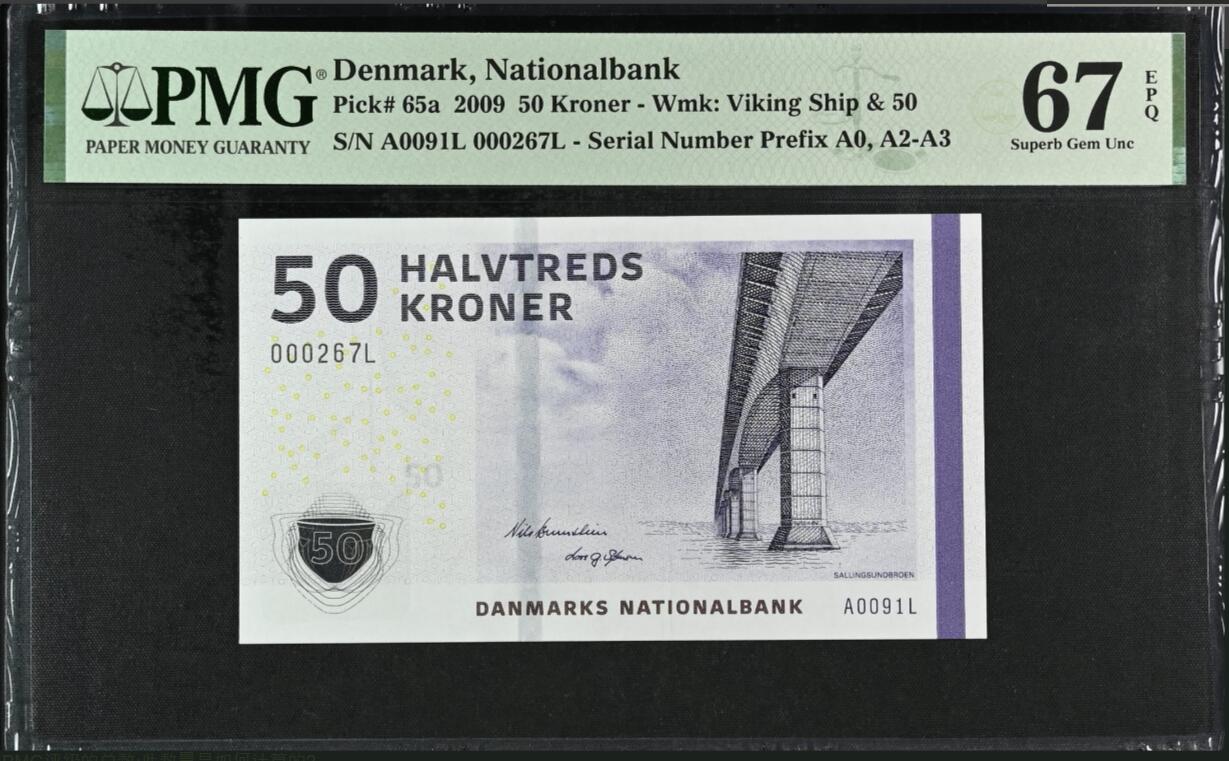 PMG®
PAPER MONEY GUARANTY
Denmark, Nationalbank
Pick# 65a 2009 50 Kroner - Wmk: Viking Ship & 50
S/N A0091L 000267L - Serial Number Prefix A0, A2-A3
67
EPQ
Superb Gem Unc
50 HALVTREDS
KRONER
000267L
50
50
SALLINGSUNDBROEN
DANMARKS NATIONALBANK A0091L